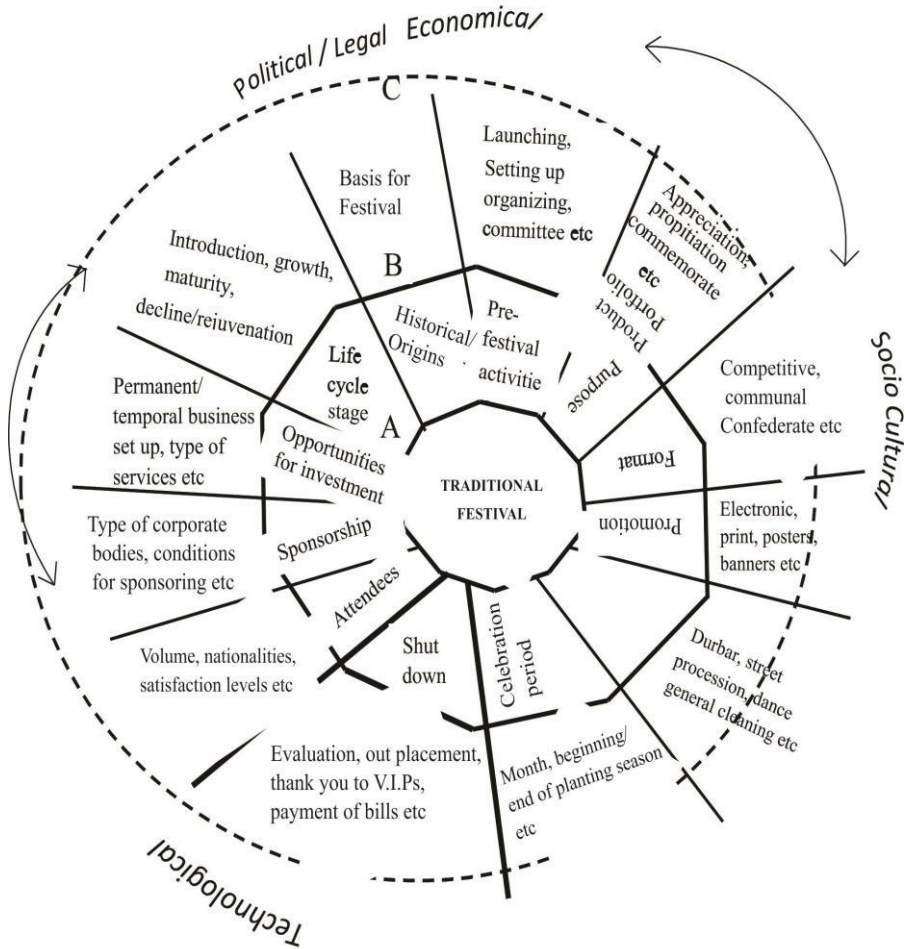 Political / Legal Economical
C
Launching,
Setting up
organizing,
committee etc
Basis for
Festival
Appreciation,
propitiation
commemorate
etc
Introduction, growth,
maturity,
decline/rejuvenation
B
Historical/
Origins
Pre-
festival
activitie
Product
Portfolio
Purpose
Life
cycle
stage
A
Competitive,
communal
Confederate etc
Socio Cultural
Permanent/
temporal business
set up, type of
services etc
Opportunities
for investment
Format
TRADITIONAL
FESTIVAL
Promotion
Electronic,
print, posters,
banners etc
Type of corporate
bodies, conditions
for sponsoring etc
Sponsorship
Attendees
Volume, nationalities,
satisfaction levels etc
Shut
down
Celebration
period
Durbar, street
procession, dance
general cleaning etc
Evaluation, out placement,
thank you to V.I.Ps,
payment of bills etc
Month, beginning/
end of planting season
etc
Technological